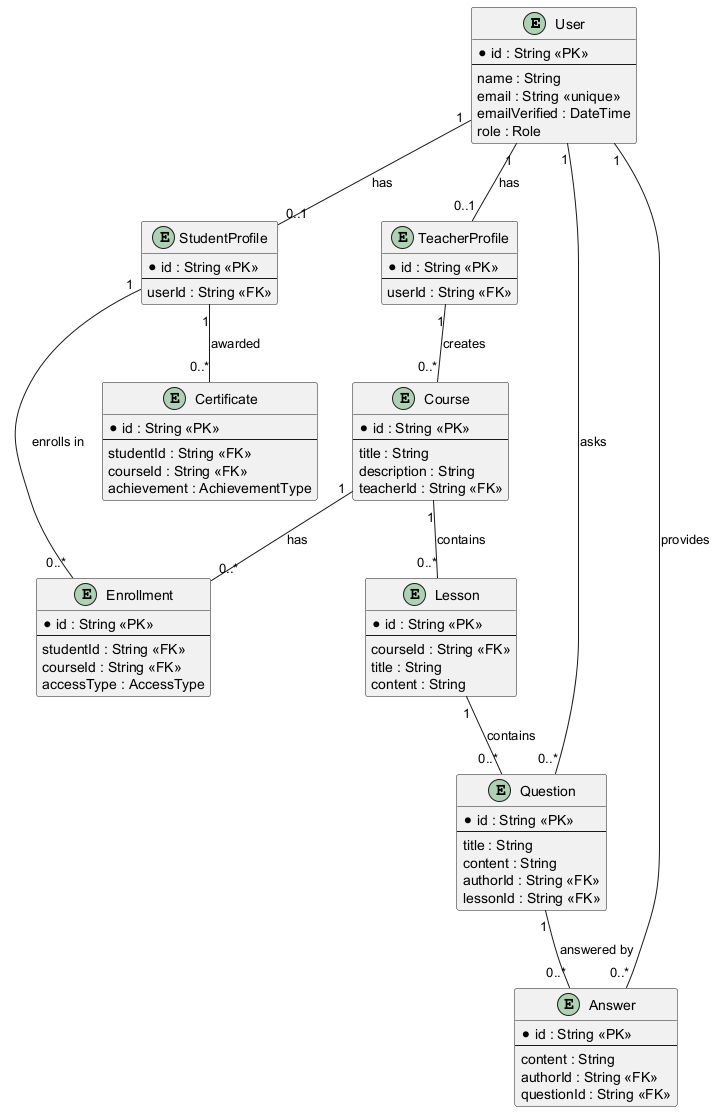 E User
* id : String «PK»
name : String
email : String «unique»
emailVerified : DateTime
role : Role
1
1
1
1
has
has
0..1
0..1
E StudentProfile
* id : String «PK»
userId : String «FK»
E TeacherProfile
* id : String «PK»
userId : String «FK»
1
1
1
awarded
creates
0..*
0..*
E Certificate
* id : String «PK»
studentId : String «FK»
courseId : String «FK»
achievement : AchievementType
E Course
* id : String «PK»
title : String
description : String
teacherId : String «FK»
enrolls in
asks
1
1
has
contains
provides
0..*
0..*
0..*
E Enrollment
* id : String «PK»
studentId : String «FK»
courseId : String «FK»
accessType : AccessType
E Lesson
* id : String «PK»
courseId : String «FK»
title : String
content : String
1
contains
0..*
0..*
E Question
* id : String «PK»
title : String
content : String
authorId : String «FK»
lessonId : String «FK»
1
answered by
0..*
0..*
E Answer
* id : String «PK»
content : String
authorId : String «FK»
questionId : String «FK»